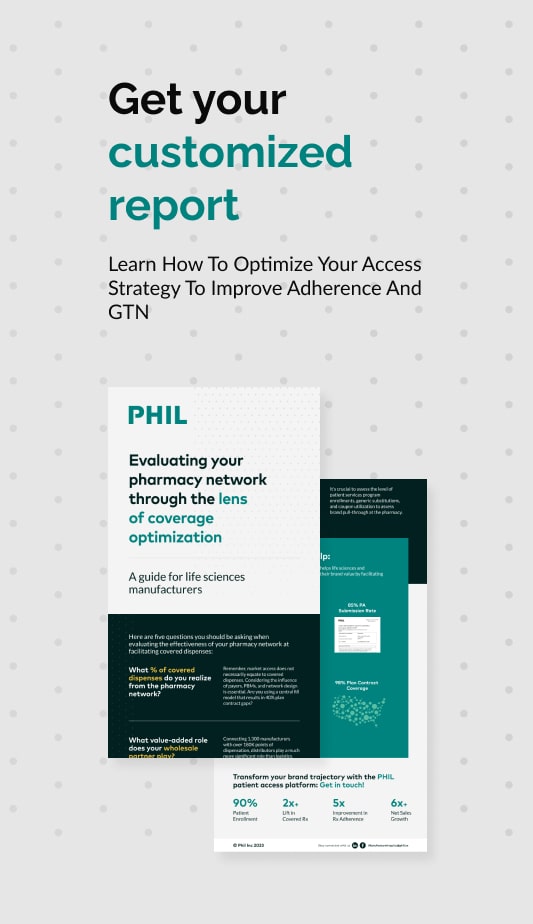 Get your
customized
report
Learn How To Optimize Your Access
Strategy To Improve Adherence And
GTN
PHIL
Evaluating your
pharmacy network
through the lens
of coverage
optimization
A guide for life sciences
manufacturers
Here are five questions you should be asking when
evaluating the effectiveness of your pharmacy network at
facilitating covered dispenses:
What % of covered
dispenses do you realize
from the pharmacy
network?
Remember, market access does not
necessarily equate to covered
dispenses. Considering the influence
of payors, PBMs, and network design
is essential. Are you using a central fill
model that results in 40% plan
contract gaps?
What value-added role
does your wholesale
partner play?
Connecting 1,300 manufacturers
with over 180K points of
dispensation, distributors play a much
more significant role than logistics
It's crucial to assess the level of
patient services program
enrollments, generic substitutions,
and coupon utilization to assess
brand pull-through at the pharmacy.
lp:
helps life sciences and
their brand value by facilitating
85% PA
Submission Rate
98% Plan Contract
Coverage
Transform your brand trajectory with the PHIL
patient access platform: Get in touch!
90%
Patient
Enrollment
2x+
Lift in
Covered Rx
5x
Improvement in
Rx Adherence
6x+
Net Sales
Growth
© Phil Inc 2023